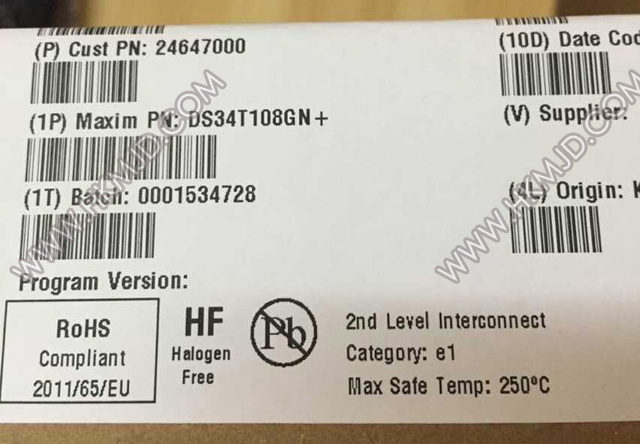 (P) Cust PN: 24647000
(10D) Date Cod
(1P) Maxim PN: DS34T108GN+
(V) Supplier:
(1T) Batch: 0001534728
(4L) Origin: K
Program Version:
RoHS
Compliant
2011/65/EU
HF
Halogen
Free
Pb
2nd Level Interconnect
Category: e1
Max Safe Temp: 250°C
WWW.HKMJD.COM
WWW.HKMJD.COM